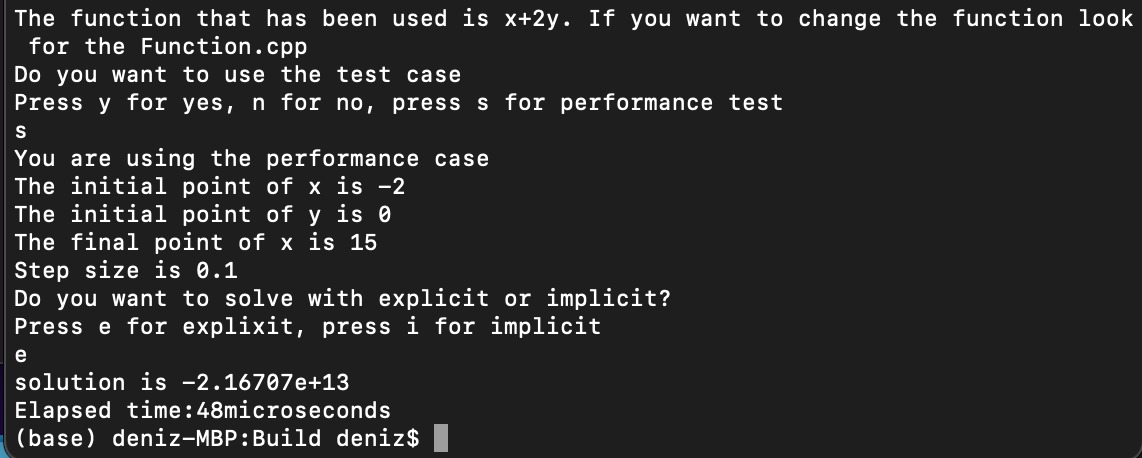 The function that has been used is x+2y. If you want to change the function look
for the Function.cpp
Do you want to use the test case
Press y for yes, n for no, press s for performance test
s
You are using the performance case
The initial point of x is -2
The initial point of y is 0
The final point of x is 15
Step size is 0.1
Do you want to solve with explicit or implicit?
Press e for explixit, press i for implicit
e
solution is -2.16707e+13
Elapsed time:48microseconds
(base) deniz-MBP:Build deniz$